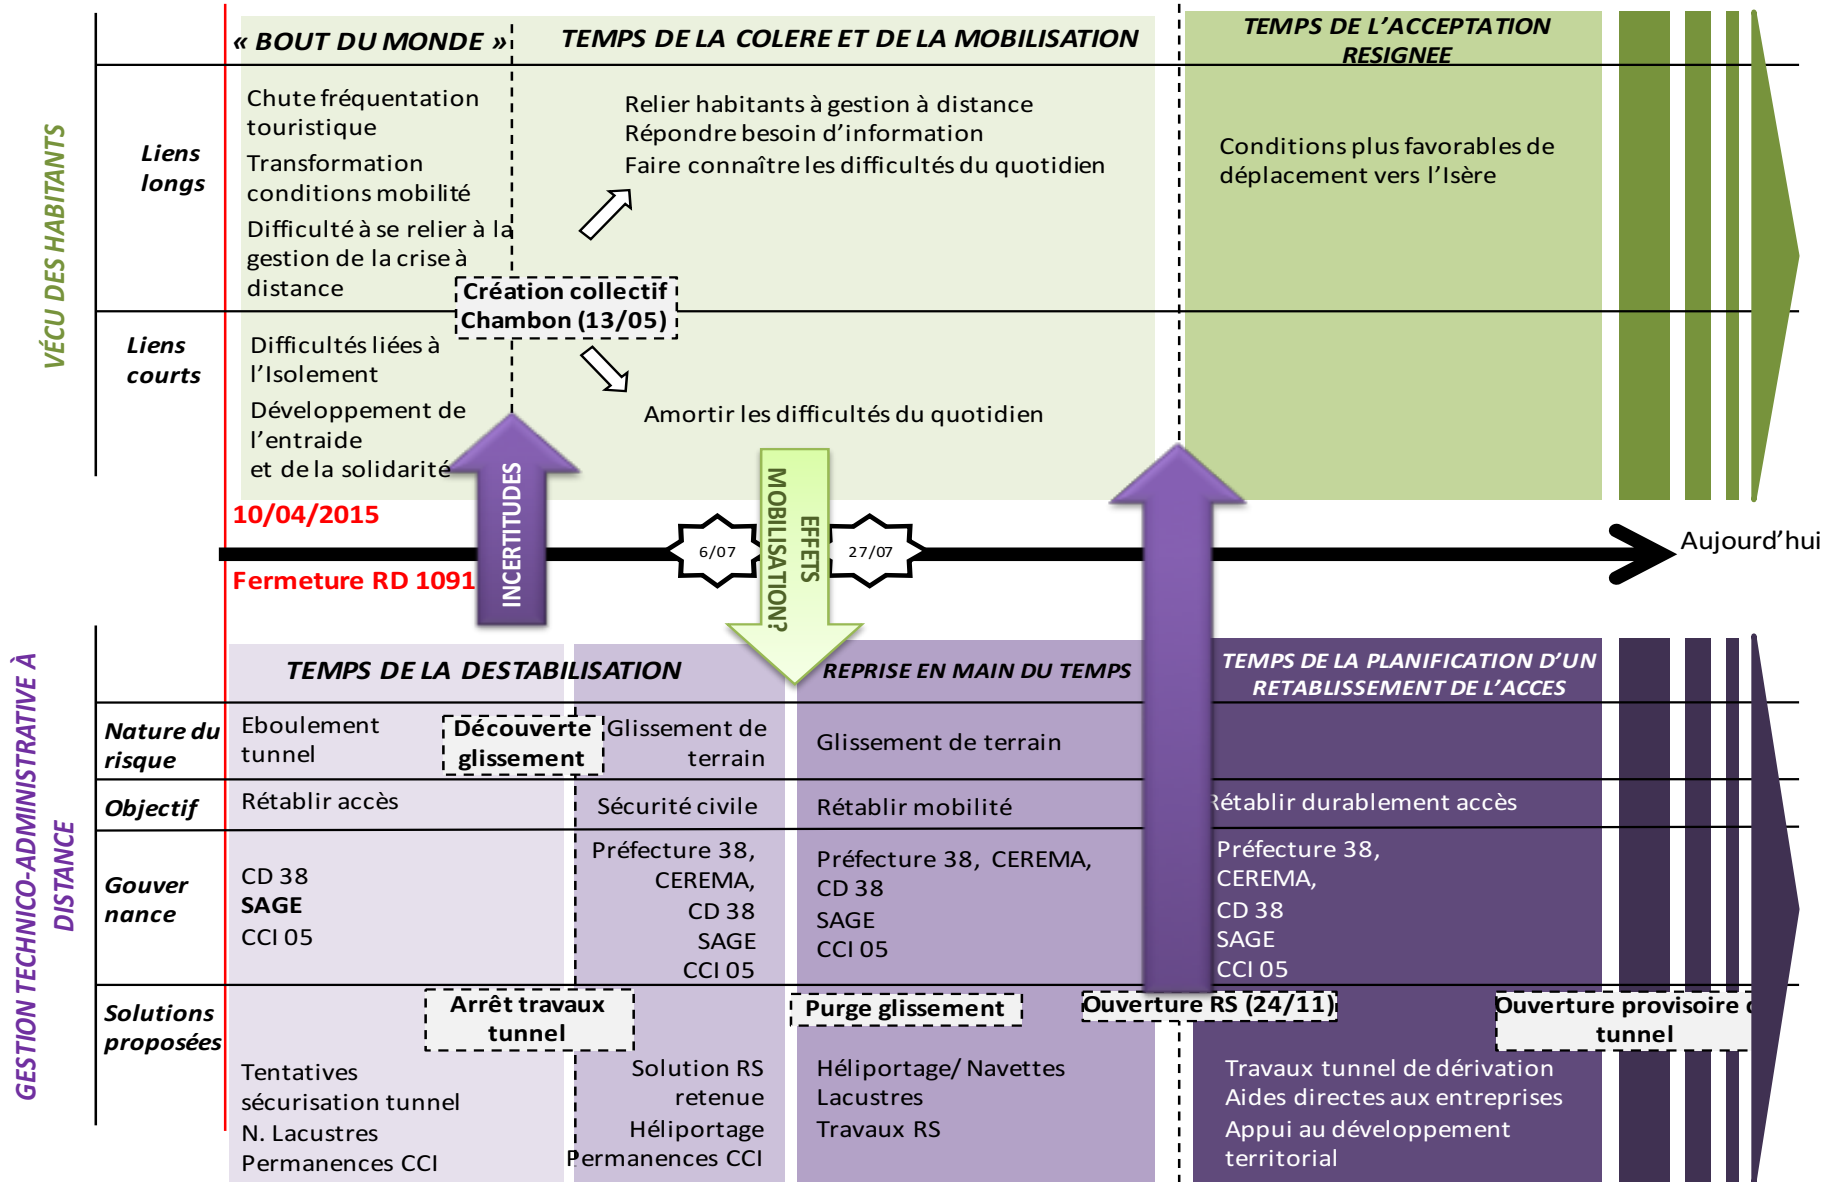 « BOUT DU MONDE »
TEMPS DE LA COLERE ET DE LA MOBILISATION
TEMPS DE L’ACCEPTATION
RESIGNEE
VÉCU DES HABITANTS
Liens
longs
Chute fréquentation
touristique
Transformation
conditions mobilité
Difficulté à se relier à la
gestion de la crise à
distance
Relier habitants à gestion à distance
Répondre besoin d’information
Faire connaître les difficultés du quotidien
Conditions plus favorables de
déplacement vers l’Isère
Création collectif
Chambon (13/05)
Liens
courts
Difficultés liées à
l’Isolement
Développement de
l’entraide
et de la solidarité
Amortir les difficultés du quotidien
INCERTITUDES
EFFETS
MOBILISATION?
10/04/2015
6/07
27/07
Aujourd’hui
Fermeture RD 1091
GESTION TECHNICO-ADMINISTRATIVE À
DISTANCE
TEMPS DE LA DESTABILISATION
REPRISE EN MAIN DU TEMPS
TEMPS DE LA PLANIFICATION D’UN
RETABLISSEMENT DE L’ACCES
Nature du
risque
Eboulement
tunnel
Découverte
glissement
Glissement de
terrain
Glissement de terrain
Objectif
Rétablir accès
Sécurité civile
Rétablir mobilité
Rétablir durablement accès
Gouver
nance
CD 38
SAGE
CCI 05
Préfecture 38,
CEREMA,
CD 38
SAGE
CCI 05
Préfecture 38, CEREMA,
CD 38
SAGE
CCI 05
Préfecture 38,
CEREMA,
CD 38
SAGE
CCI 05
Solutions
proposées
Arrêt travaux
tunnel
Purge glissement
Ouverture RS (24/11)
Ouverture provisoire
tunnel
Tentatives
sécurisation tunnel
N. Lacustres
Permanences CCI
Solution RS
retenue
Héliportage
Permanences CCI
Héliportage/ Navettes
Lacustres
Travaux RS
Travaux tunnel de dérivation
Aides directes aux entreprises
Appui au développement
territorial